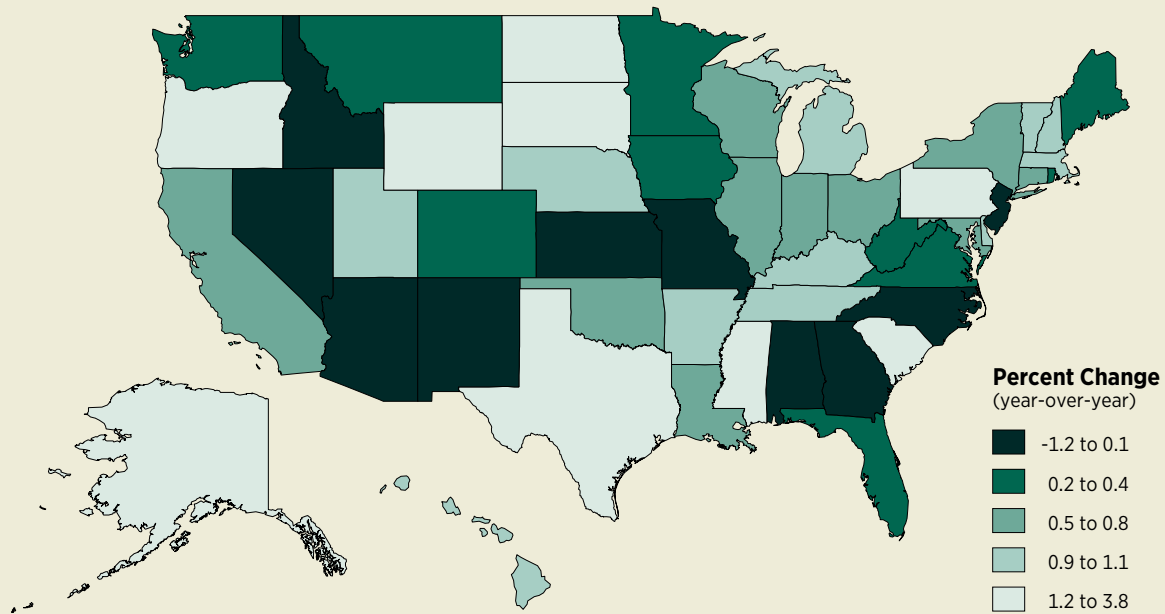 Percent Change
(year-over-year)
-1.2 to 0.1
0.2 to 0.4
0.5 to 0.8
0.9 to 1.1
1.2 to 3.8